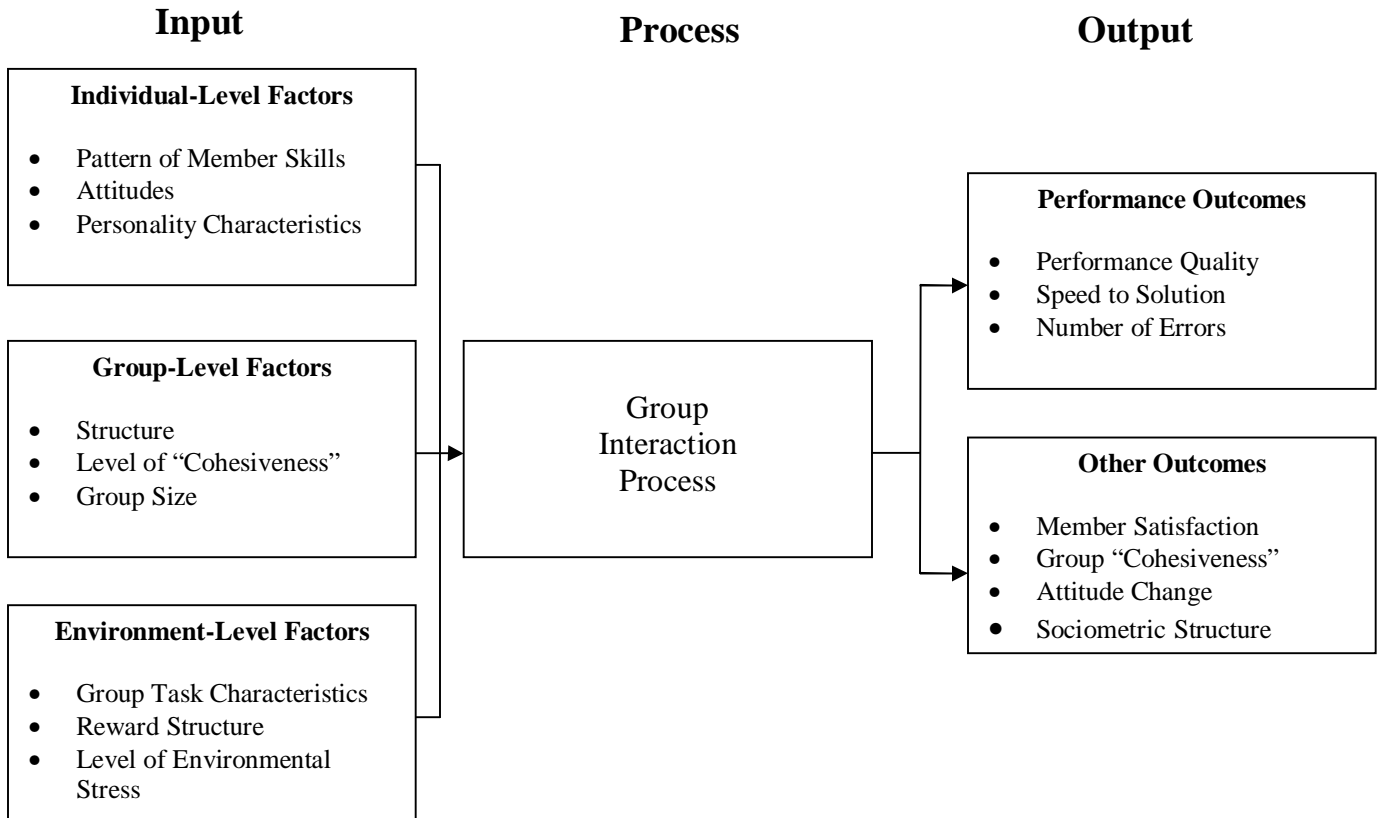 Input
Process
Output
Individual-Level Factors
• Pattern of Member Skills
• Attitudes
• Personality Characteristics
Group-Level Factors
• Structure
• Level of “Cohesiveness”
• Group Size
Environment-Level Factors
• Group Task Characteristics
• Reward Structure
• Level of Environmental
Stress
Group
Interaction
Process
Performance Outcomes
• Performance Quality
• Speed to Solution
• Number of Errors
Other Outcomes
• Member Satisfaction
• Group “Cohesiveness”
• Attitude Change
• Sociometric Structure